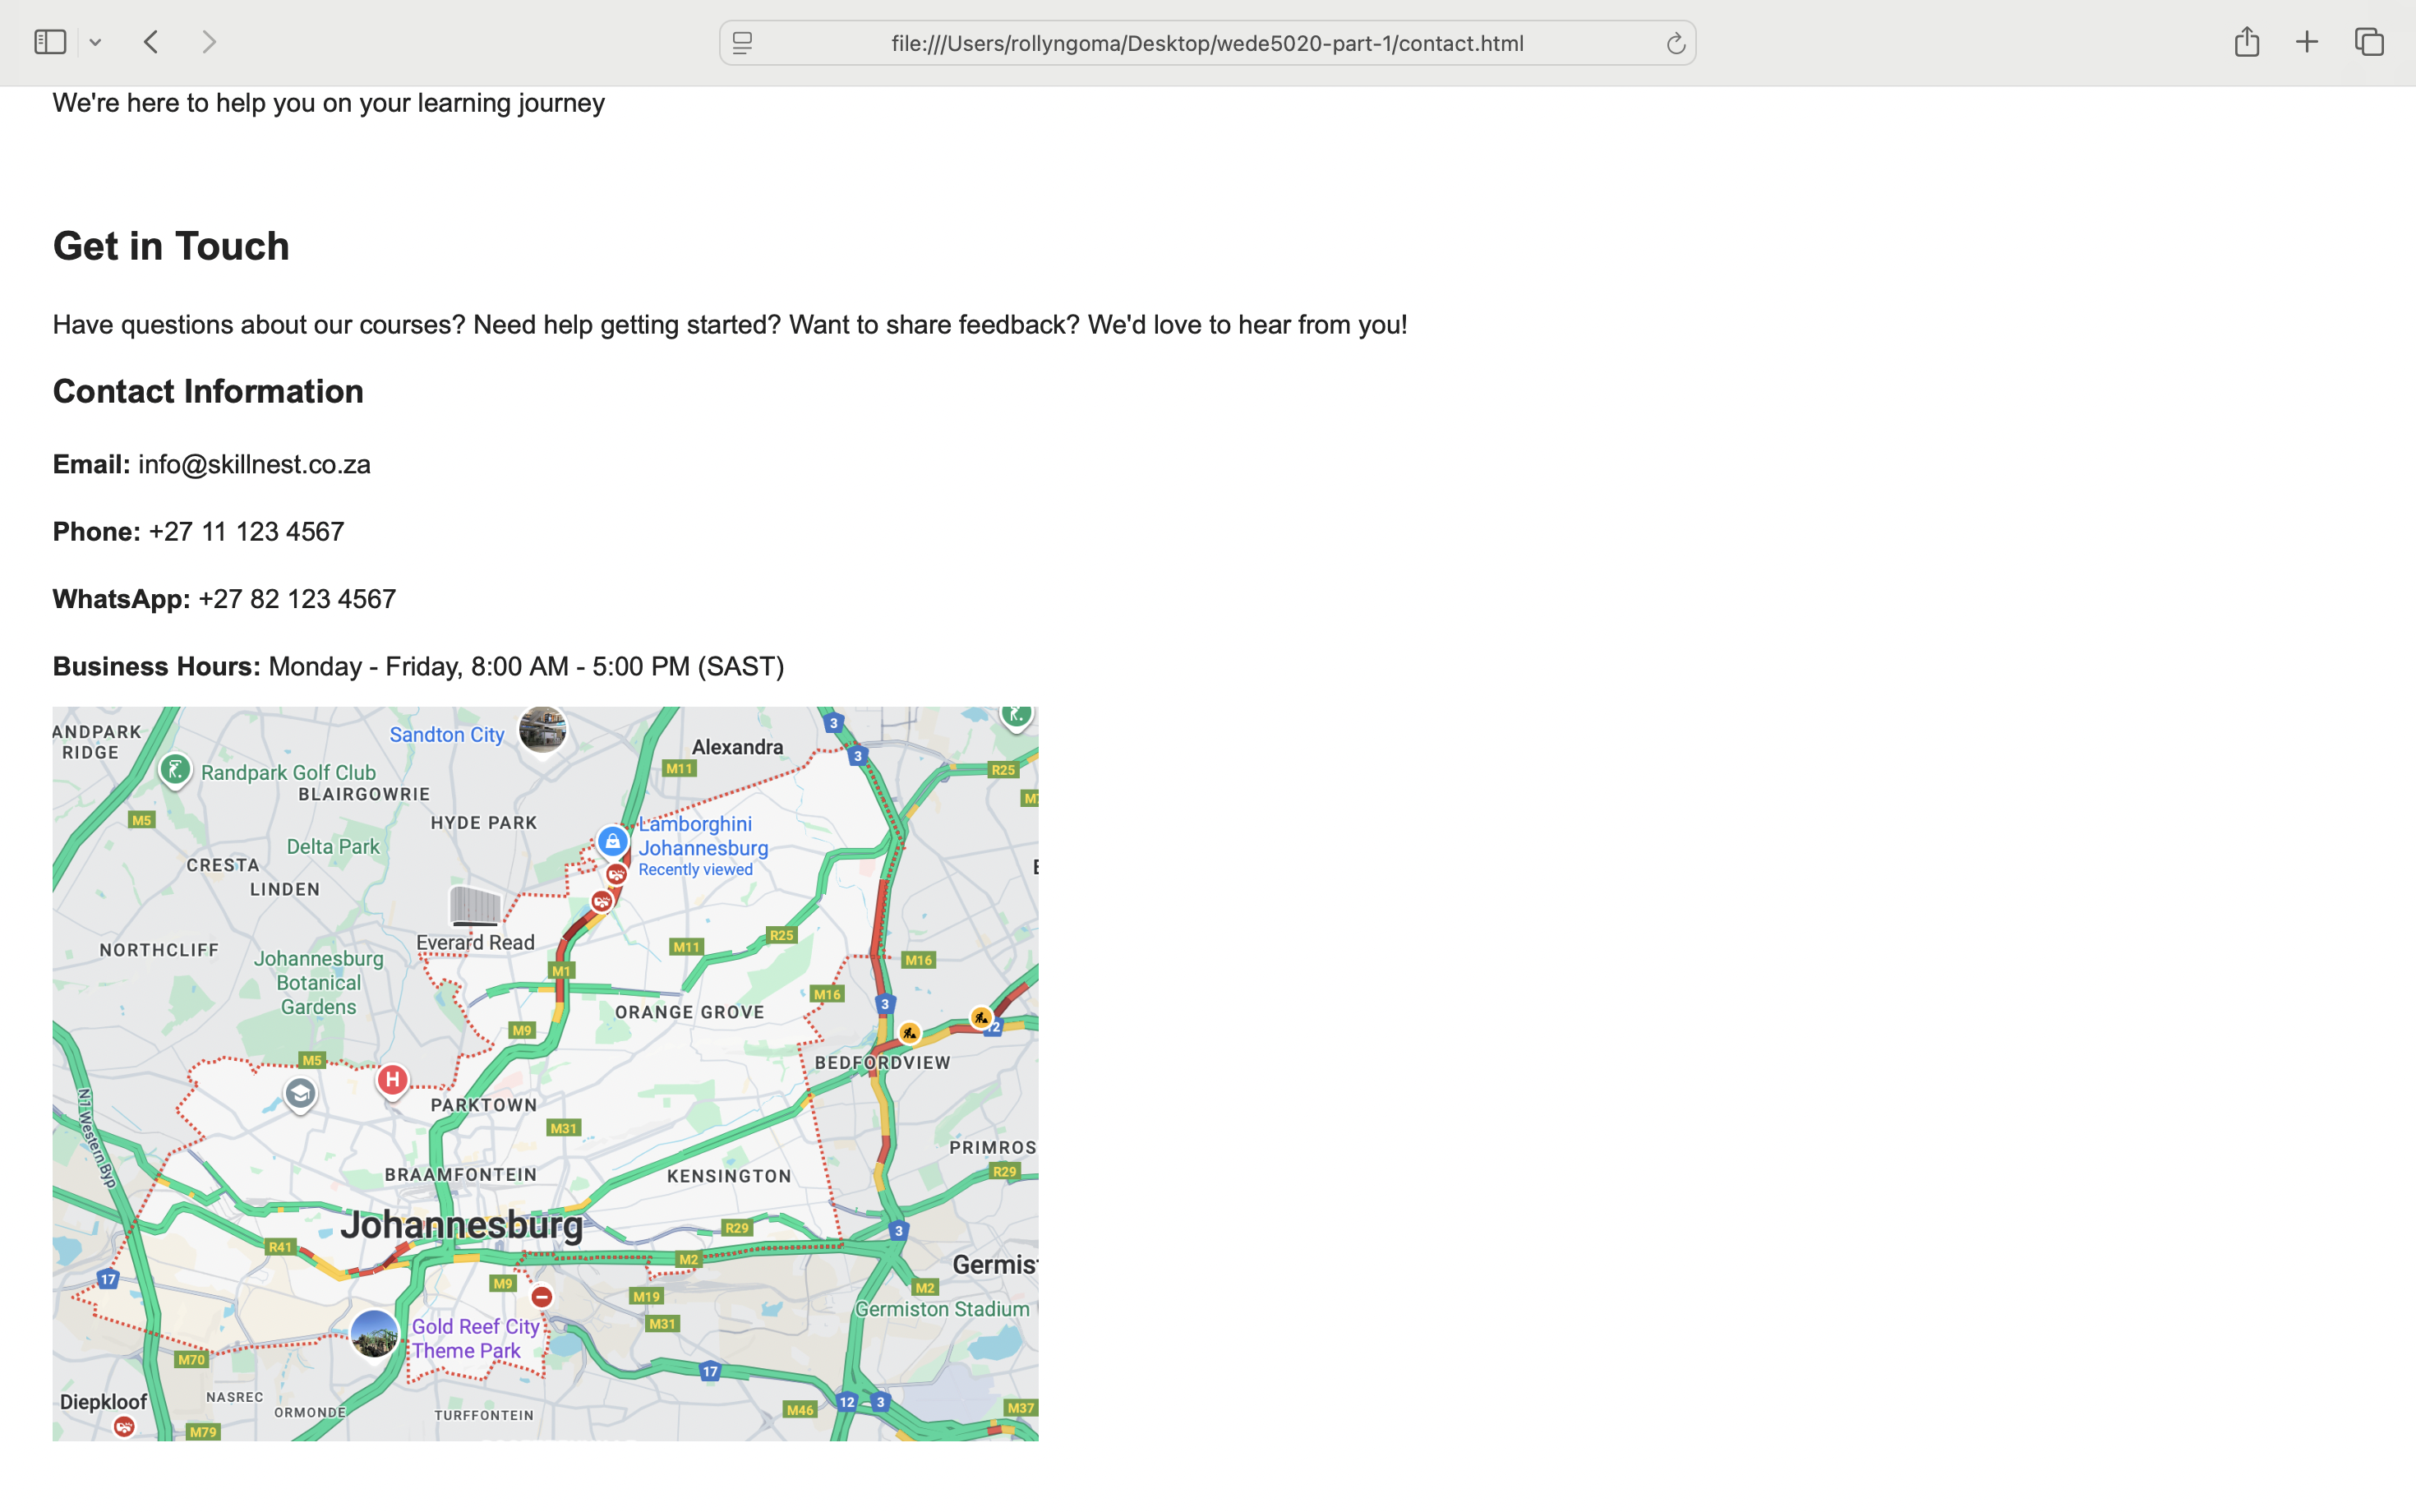 file:///Users/rollyngoma/Desktop/wede5020-part-1/contact.html
We're here to help you on your learning journey
Get in Touch
Have questions about our courses? Need help getting started? Want to share feedback? We'd love to hear from you!
Contact Information
Email: info@skillnest.co.za
Phone: +27 11 123 4567
WhatsApp: +27 82 123 4567
Business Hours: Monday - Friday, 8:00 AM - 5:00 PM (SAST)
ANDPARK
RIDGE
Sandton City
Alexandra
3
3
M11
R25
Randpark Golf Club
BLAIRGOWRIE
M5
HYDE PARK
Lamborghini
Johannesburg
Recently viewed
Delta Park
CRESTA
LINDEN
Everard Read
NORTHCLIFF
M11
R25
Johannesburg
Botanical
Gardens
M1
M16
M16
3
ORANGE GROVE
M9
12
BEDFORDVIEW
M5
H
PARKTOWN
M31
N1 Western Byp
PRIMROS
BRAAMFONTEIN
KENSINGTON
R29
Johannesburg
R29
3
R41
M2
Germis
17
M9
M19
M2
Germiston Stadium
M31
Gold Reef City
Theme Park
M70
17
Diepkloof
NASREC
ORMONDE
TURFFONTEIN
M46
12
3
M37
M79